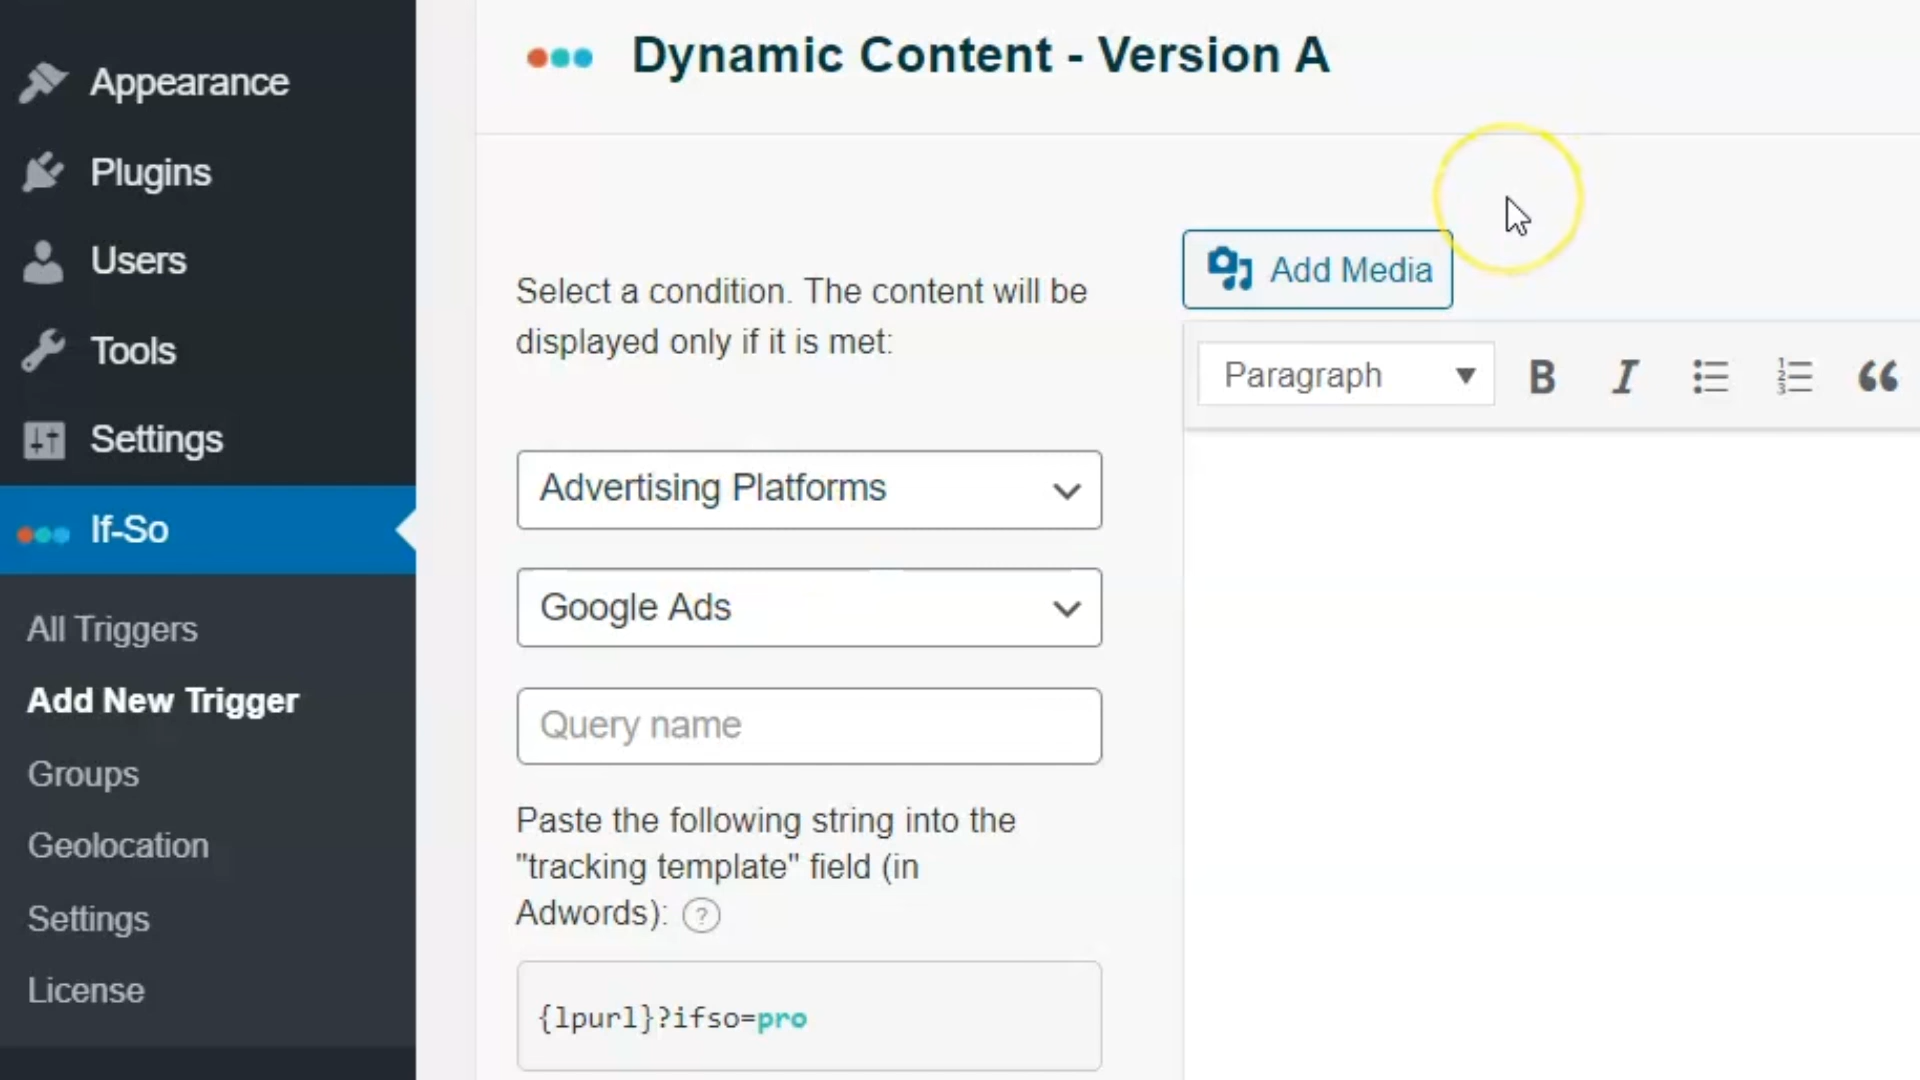 Appearance
Plugins
Users
Tools
Settings
If-So
All Triggers
Add New Trigger
Groups
Geolocation
Settings
License
Dynamic Content - Version A
Select a condition. The content will be
displayed only if it is met:
Advertising Platforms
Google Ads
Query name
Paste the following string into the
"tracking template" field (in
Adwords): ?
{lpurl}?ifso=pro
Add Media
Paragraph B I